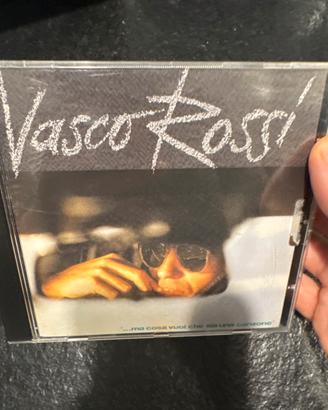 Vasco Rossi
"...ma cosa vuoi che sia una canzone"